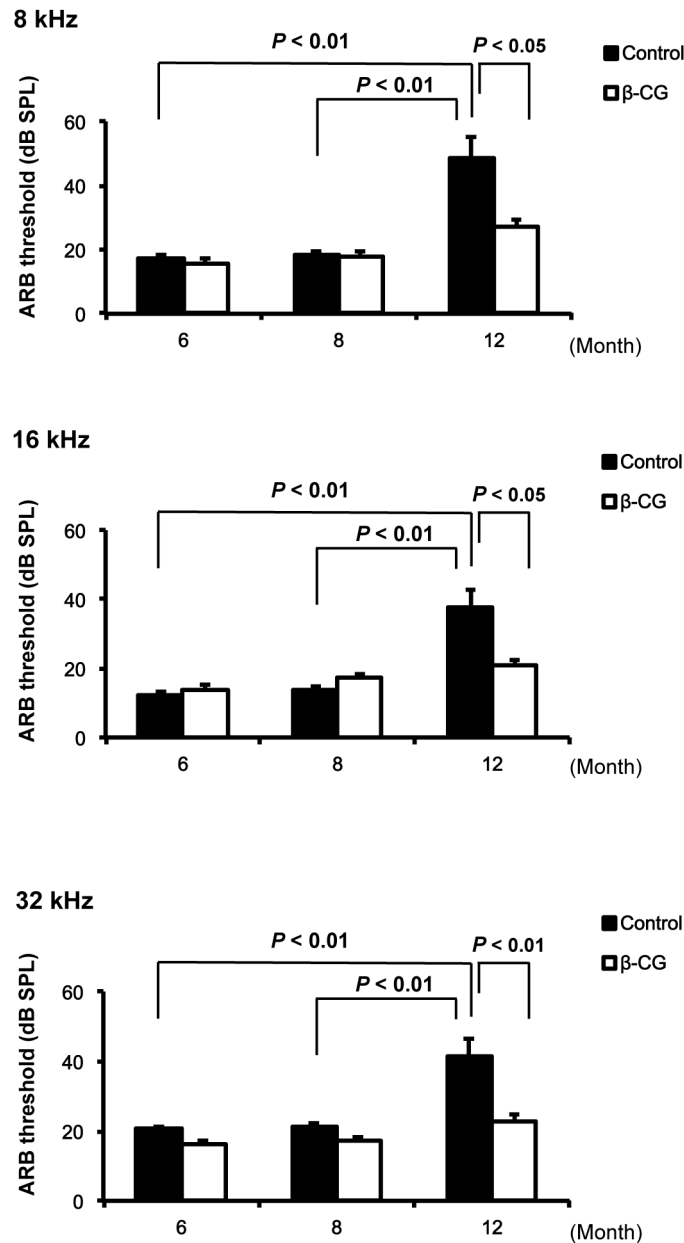 8 kHz
P < 0.01
P < 0.05
Control
β-CG
P < 0.01
ARB threshold (dB SPL)
60
40
20
0
6
8
12
(Month)
16 kHz
P < 0.01
P < 0.05
Control
β-CG
P < 0.01
ARB threshold (dB SPL)
60
40
20
0
6
8
12
(Month)
32 kHz
P < 0.01
P < 0.01
Control
β-CG
P < 0.01
ARB threshold (dB SPL)
60
40
20
0
6
8
12
(Month)